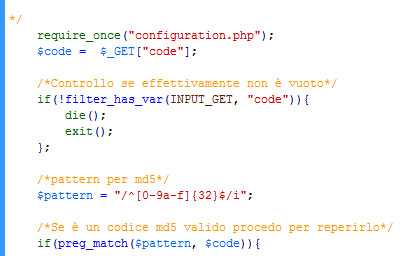 */
require_once("configuration.php");
$code =  $_GET["code"];
/*Controllo se effettivamente non è vuoto*/
if(!filter_has_var(INPUT_GET, "code")){
die();
exit();
};
/*pattern per md5*/
$pattern = "/^[0-9a-f]{32}$/i";
/*Se è un codice md5 valido procedo per reperirlo*/
if(preg_match($pattern, $code)){